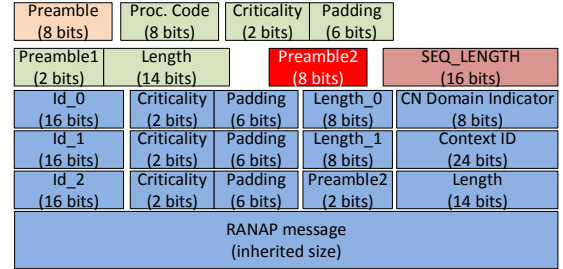 Preamble Proc. Code Criticality Padding
(8 bits) (8 bits) (2 bits) (6 bits)
Preamble1 Length Preamble2 SEQ_LENGTH
(2 bits) (14 bits) (8 bits) (16 bits)
Id_0 Criticality Padding Length_0 CN Domain Indicator
(16 bits) (2 bits) (6 bits) (8 bits) (8 bits)
Id_1 Criticality Padding Length_1 Context ID
(16 bits) (2 bits) (6 bits) (8 bits) (24 bits)
Id_2 Criticality Padding Preamble2 Length
(16 bits) (2 bits) (6 bits) (2 bits) (14 bits)
RANAP message
(inherited size)